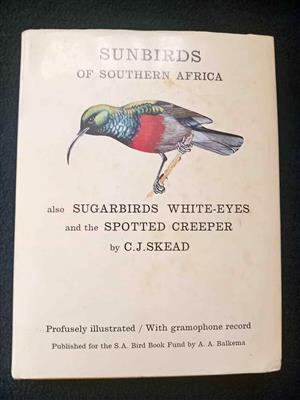 SUNBIRDS
OF SOUTHERN AFRICA
also SUGARBIRDS WHITE-EYES
and the SPOTTED CREEPER
by C.J.SKEAD
Profusely illustrated / With gramophone record
Published for the S.A. Bird Book Fund by A. A. Balkema